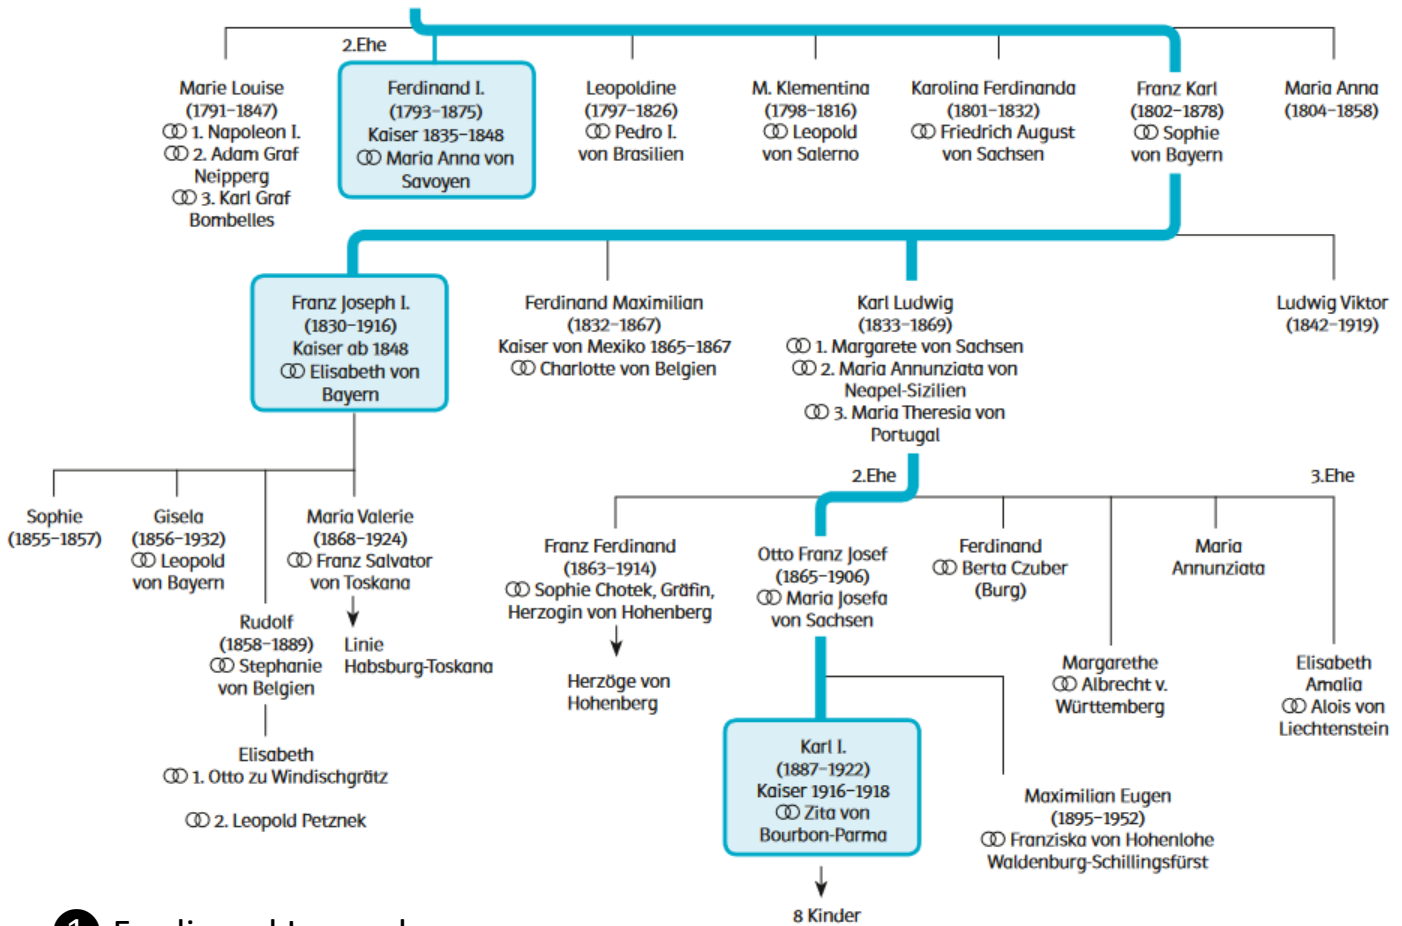 2.Ehe
Marie Louise
(1791–1847)
1. Napoleon I.
2. Adam Graf
Neipperg
3. Karl Graf
Bombelles
Ferdinand I.
(1793–1875)
Kaiser 1835–1848
Maria Anna von
Savoyen
Leopoldine
(1797–1826)
Pedro I.
von Brasilien
M. Klementina
(1798–1816)
Leopold
von Salerno
Karolina Ferdinanda
(1801–1832)
Friedrich August
von Sachsen
Franz Karl
(1802–1878)
Sophie
von Bayern
Maria Anna
(1804–1858)
Franz Joseph I.
(1830–1916)
Kaiser ab 1848
Elisabeth von
Bayern
Ferdinand Maximilian
(1832–1867)
Kaiser von Mexiko 1865–1867
Charlotte von Belgien
Karl Ludwig
(1833–1869)
1. Margarete von Sachsen
2. Maria Annunziata von
Neapel-Sizilien
3. Maria Theresia von
Portugal
Ludwig Viktor
(1842–1919)
2.Ehe
3.Ehe
Sophie
(1855–1857)
Gisela
(1856–1932)
Leopold
von Bayern
Rudolf
(1858–1889)
Stephanie
von Belgien
Maria Valerie
(1868–1924)
Franz Salvator
von Toskana
Linie
Habsburg-Toskana
Elisabeth
1. Otto zu Windischgrätz
2. Leopold Petznek
Franz Ferdinand
(1863–1914)
Sophie Chotek, Gräfin,
Herzogin von Hohenberg
Herzöge von
Hohenberg
Otto Franz Josef
(1865–1906)
Maria Josefa
von Sachsen
Ferdinand
Berta Czuber
(Burg)
Margarethe
Albrecht v.
Württemberg
Maria
Annunziata
Elisabeth
Amalia
Alois von
Liechtenstein
Karl I.
(1887–1922)
Kaiser 1916–1918
Zita von
Bourbon-Parma
8 Kinder
Maximilian Eugen
(1895–1952)
Franziska von Hohenlohe
Waldenburg-Schillingsfürst